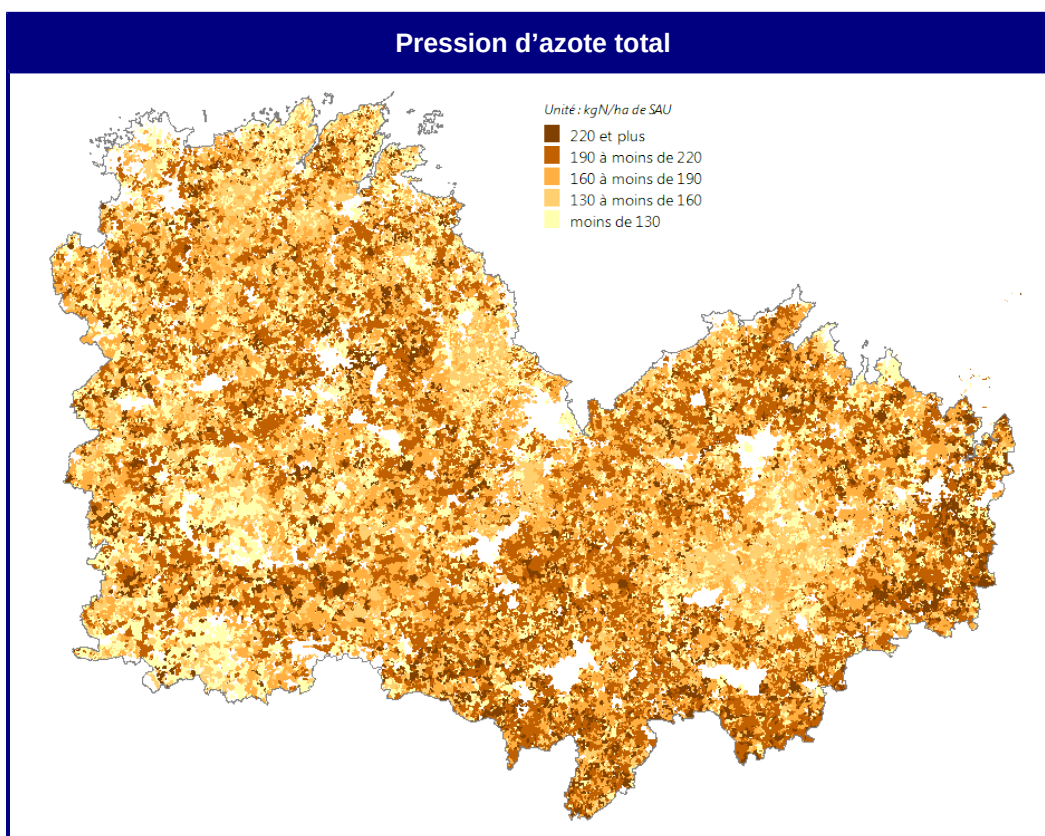 Pression d’azote total
Unité : kgN/ha de SAU
220 et plus
190 à moins de 220
160 à moins de 190
130 à moins de 160
moins de 130